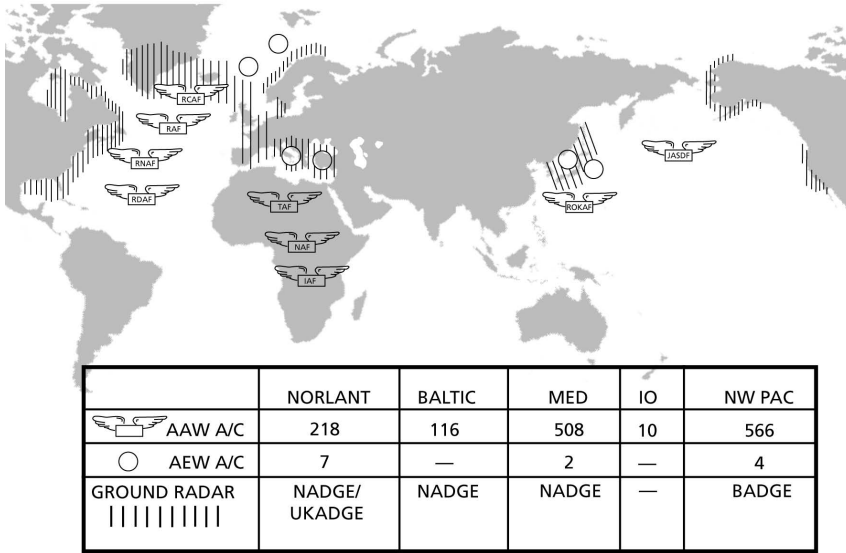 RCAF
RAF
RNAF
RDAF
TAF
NAF
IAF
JASDF
ROKAF
NORLANT BALTIC MED IO NW PAC
AAW A/C 218 116 508 10 566
AEW A/C 7 — 2 — 4
GROUND RADAR NADGE/ NADGE NADGE — BADGE
UKADGE